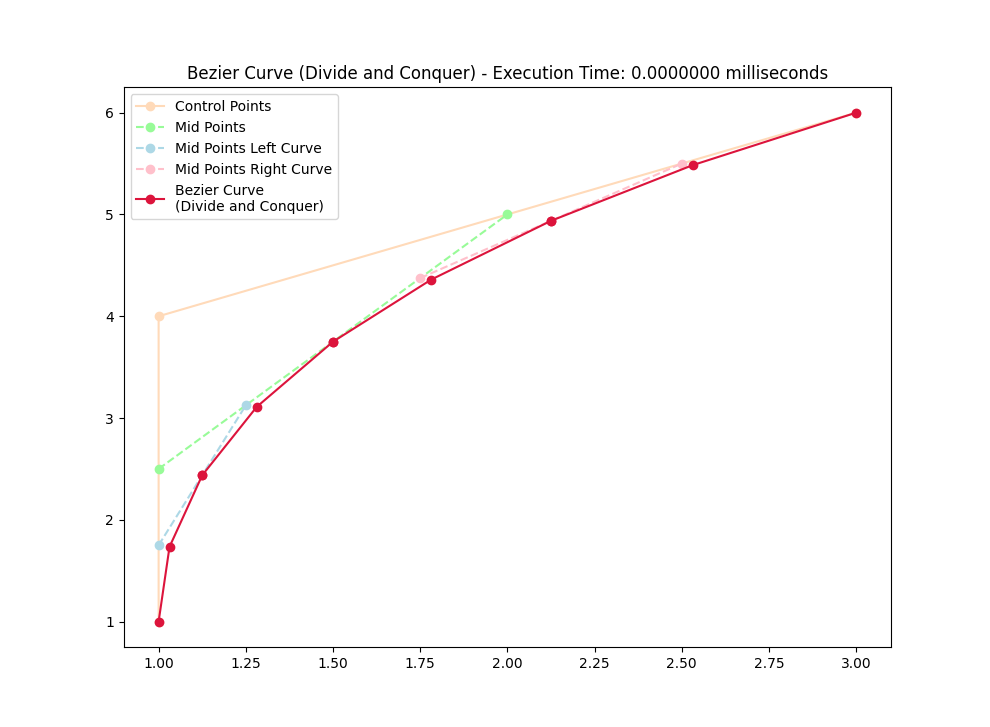 Bezier Curve (Divide and Conquer) - Execution Time: 0.0000000 milliseconds
Control Points
Mid Points
Mid Points Left Curve
Mid Points Right Curve
Bezier Curve
(Divide and Conquer)
6
5
4
3
2
1
1.00 1.25 1.50 1.75 2.00 2.25 2.50 2.75 3.00